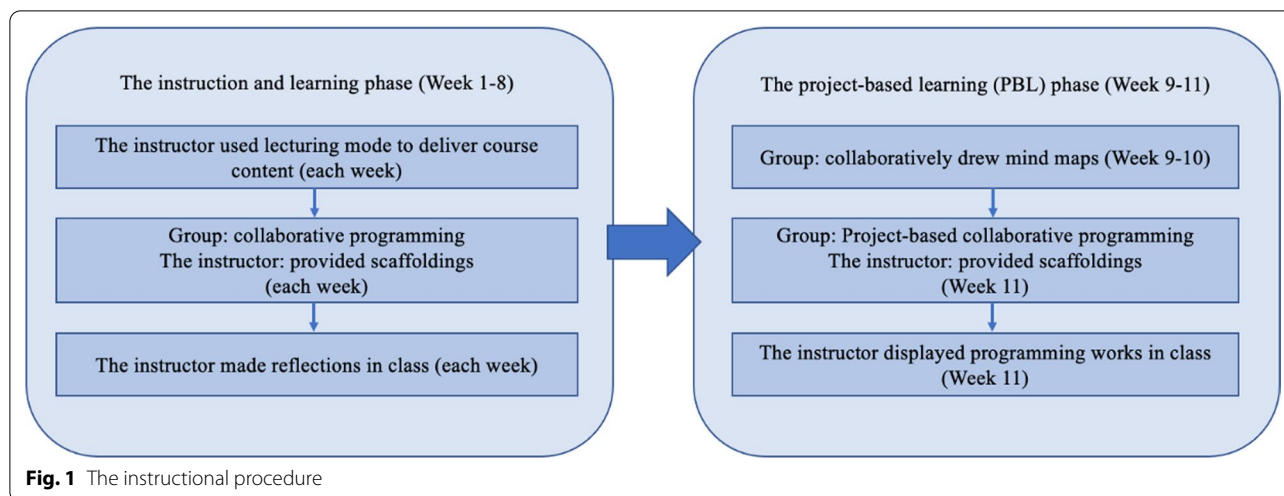 The instruction and learning phase (Week 1-8)
The instructor used lecturing mode to deliver course
content (each week)
Group: collaborative programming
The instructor: provided scaffoldings
(each week)
The instructor made reflections in class (each week)
The project-based learning (PBL) phase (Week 9-11)
Group: collaboratively drew mind maps (Week 9-10)
Group: Project-based collaborative programming
The instructor: provided scaffoldings
(Week 11)
The instructor displayed programming works in class
(Week 11)
Fig. 1 The instructional procedure